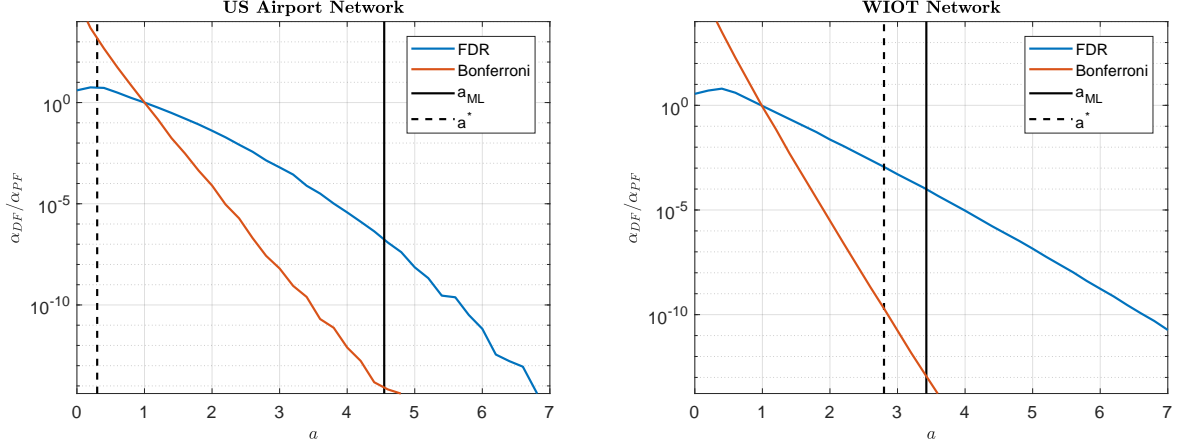 US Airport Network
α_DF/α_PF
10^0
10^-5
10^-10
0 1 2 3 4 5 6 7
a
FDR
Bonferroni
a_ML
a*
WIOT Network
α_DF/α_PF
10^0
10^-5
10^-10
0 1 2 3 4 5 6 7
a
FDR
Bonferroni
a_ML
a*